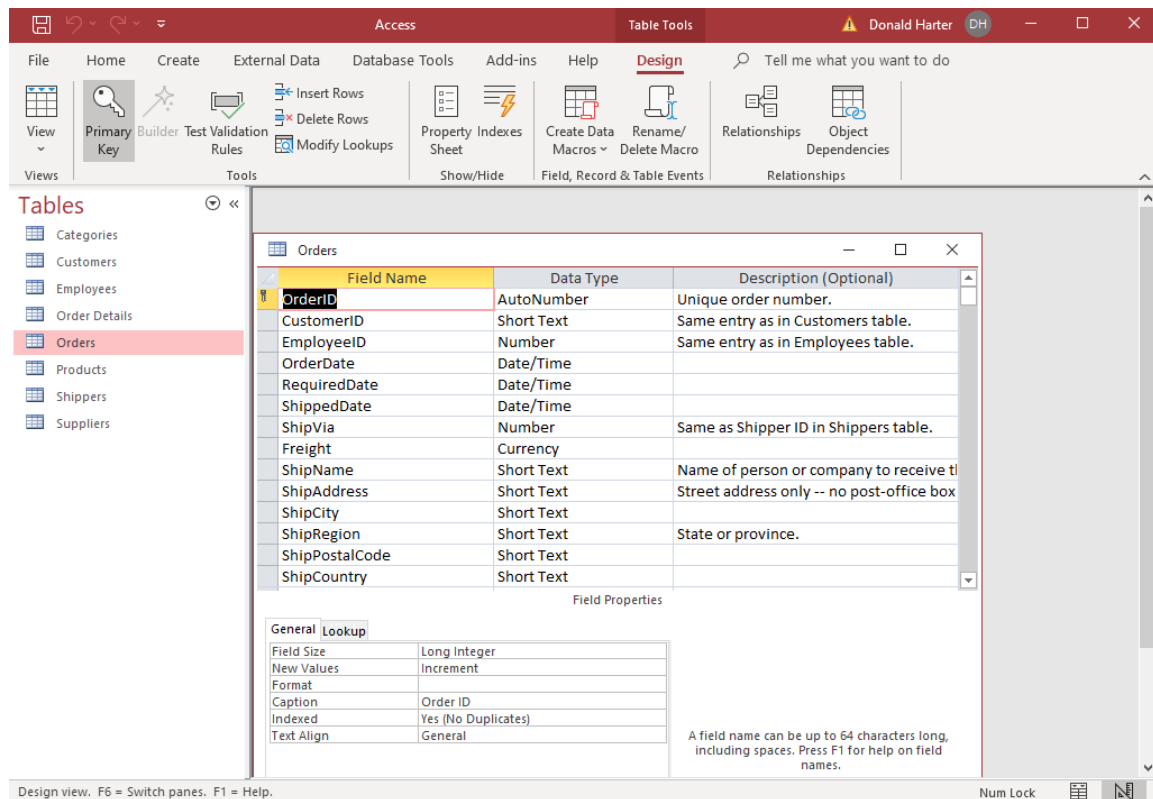 Access
Table Tools
Donald Harter
DH
File Home Create External Data Database Tools Add-ins Help Design Tell me what you want to do
View
Primary Key
Builder
Test Validation Rules
Insert Rows
Delete Rows
Modify Lookups
Property Sheet
Indexes
Create Data Macros
Rename/ Delete Macro
Relationships
Object Dependencies
Views Tools Show/Hide Field, Record & Table Events Relationships
Tables
Categories
Customers
Employees
Order Details
Orders
Products
Shippers
Suppliers
Orders
Field Name Data Type Description (Optional)
OrderID AutoNumber Unique order number.
CustomerID Short Text Same entry as in Customers table.
EmployeeID Number Same entry as in Employees table.
OrderDate Date/Time
RequiredDate Date/Time
ShippedDate Date/Time
ShipVia Number Same as Shipper ID in Shippers table.
Freight Currency
ShipName Short Text Name of person or company to receive
ShipAddress Short Text Street address only -- no post-office box
ShipCity Short Text
ShipRegion Short Text State or province.
ShipPostalCode Short Text
ShipCountry Short Text
Field Properties
General Lookup
Field Size Long Integer
New Values Increment
Format
Caption Order ID
Indexed Yes (No Duplicates)
Text Align General
A field name can be up to 64 characters long,
including spaces. Press F1 for help on field
names.
Design view. F6 = Switch panes. F1 = Help.
Num Lock